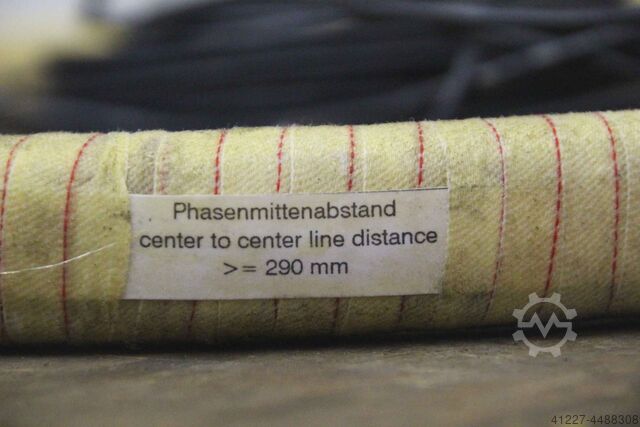 Phasenmittenabstand
center to center line distance
>= 290 mm
41227-4488308